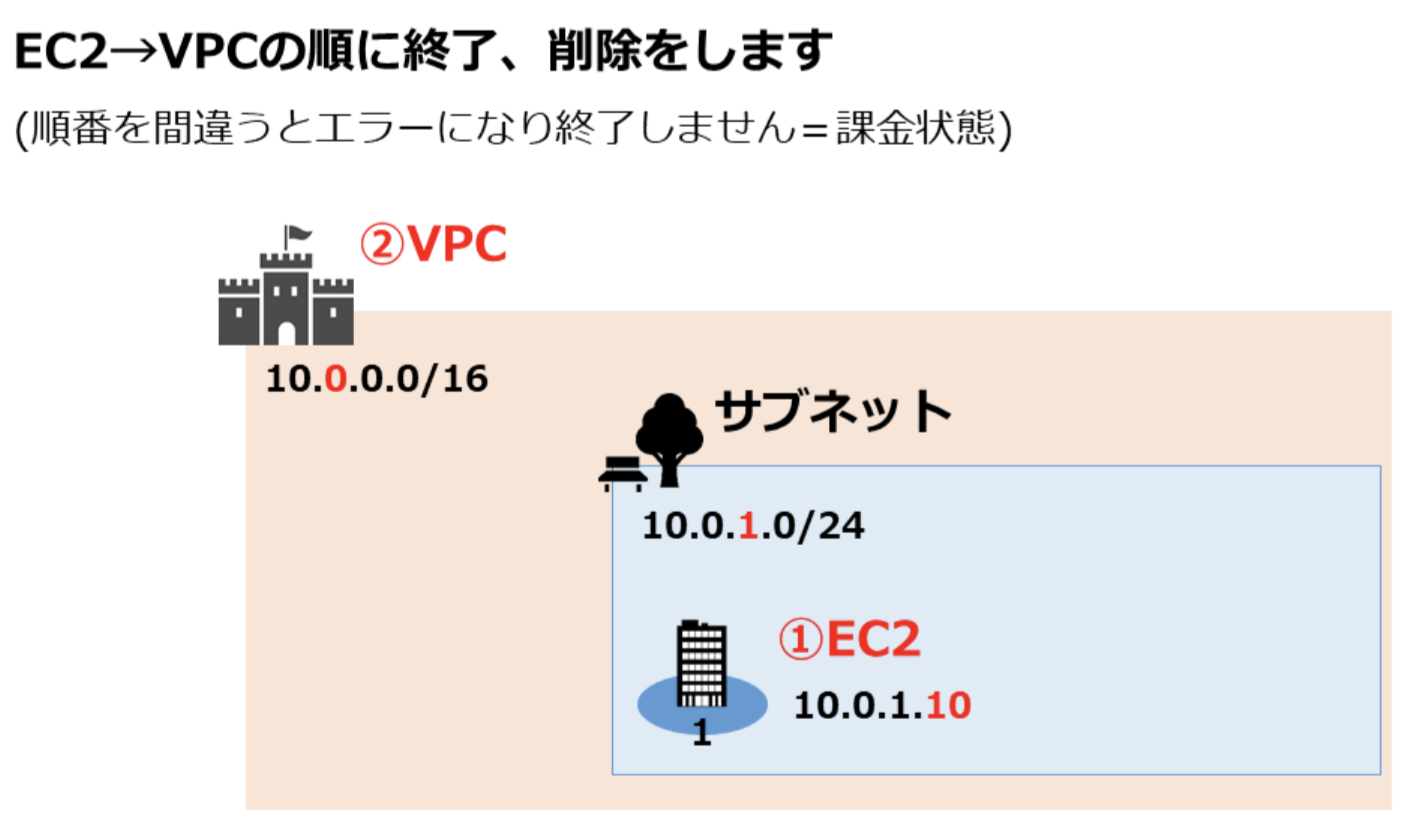 EC2→VPCの順に終了、削除をします
(順番を間違うとエラーになり終了しません=課金状態)
②VPC
10.0.0.0/16
サブネット
10.0.1.0/24
①EC2
10.0.1.10
1